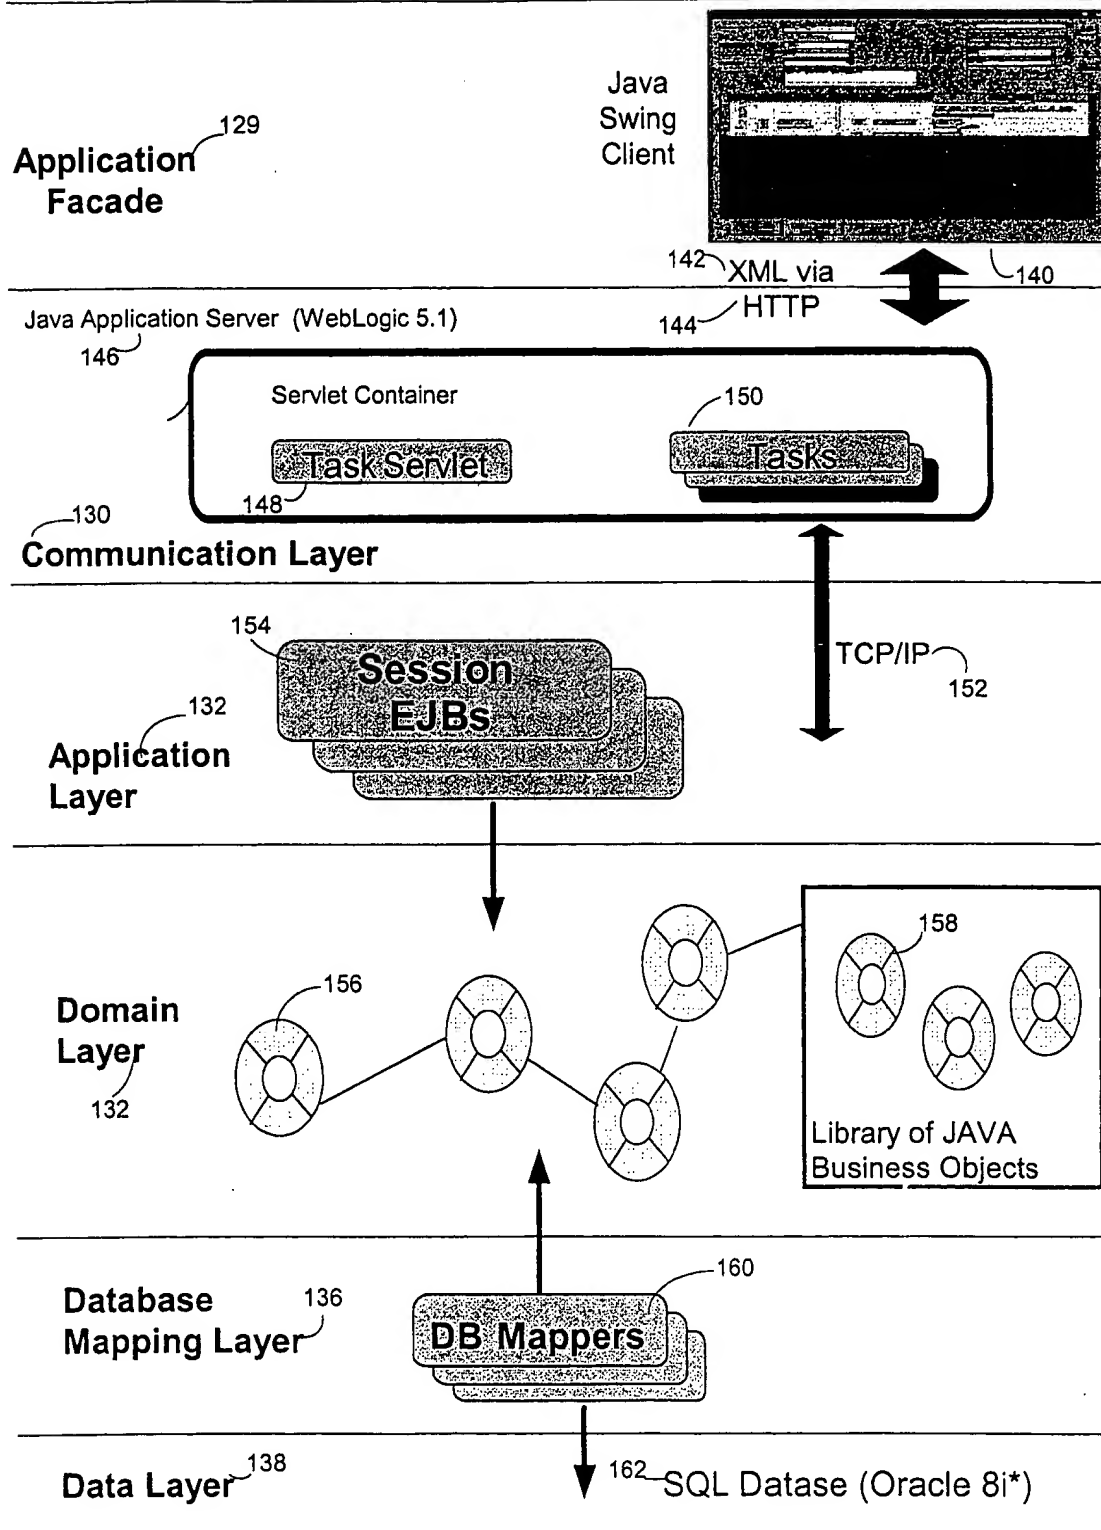 Java
Swing
Client
129
Application
Facade
142
XML via
140
HTTP
144
Java Application Server (WebLogic 5.1)
146
Servlet Container
150
Task Servlet
Tasks
148
130
Communication Layer
154
Session
EJBs
TCP/IP
152
132
Application
Layer
158
156
Domain
Layer
132
Library of JAVA
Business Objects
160
136
Database
Mapping Layer
DB Mappers
138
Data Layer
162
SQL Datase (Oracle 8i*)